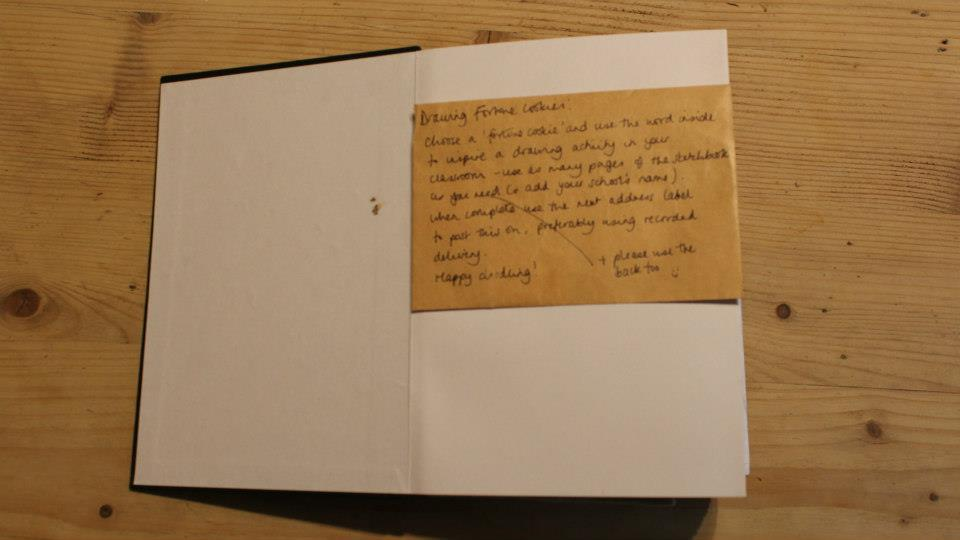 Drawing Fortune Cookies:
Choose a 'fortune cookie' and use the word inside
to inspire a drawing activity in your
classroom - use as many pages of the sketchbook
as you need (o add your school's name).
when complete use the next address label
to post this on, preferably using recorded
delivery.
+ please use the
back too
Happy doodling!